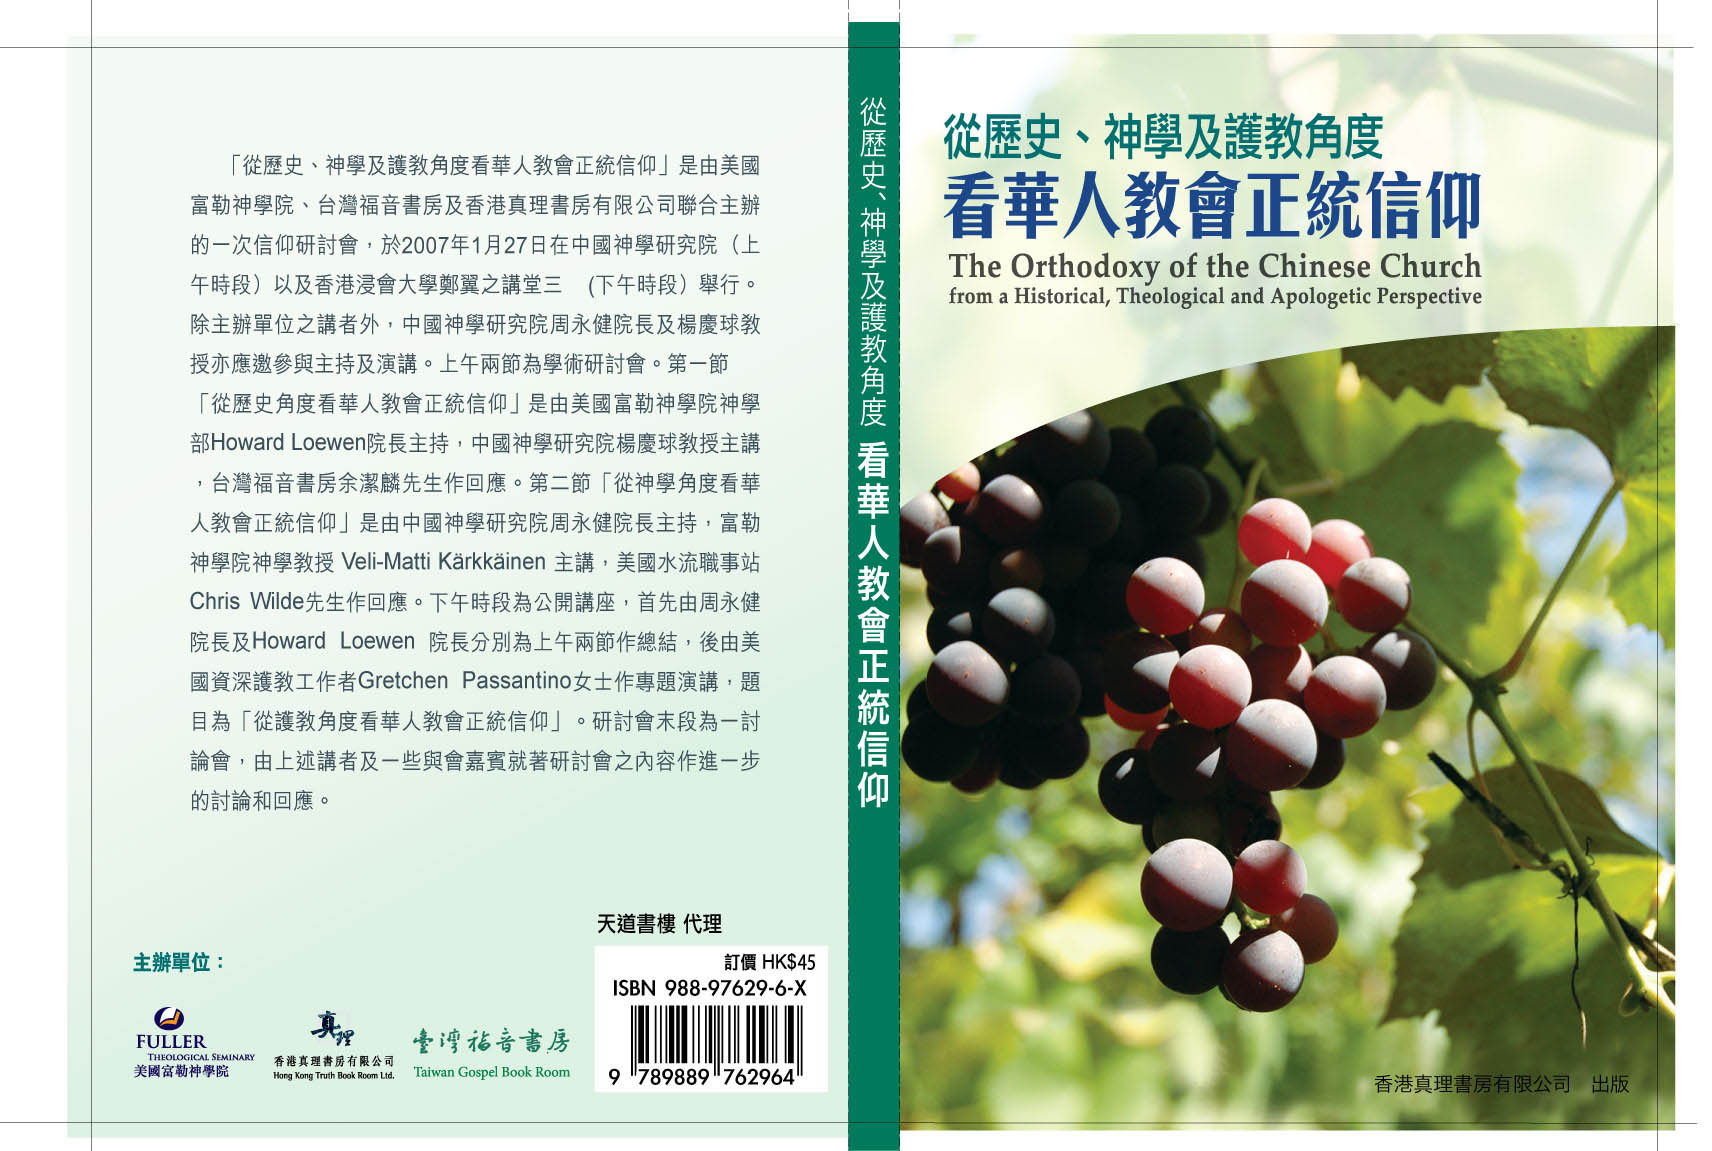 「從歷史、神學及護教角度看華人教會正統信仰」是由美國
富勒神學院、台灣福音書房及香港真理書房有限公司聯合主辦
的一次信仰研討會，於2007年1月27日在中國神學研究院（上
午時段）以及香港浸會大學鄭翼之講堂三　(下午時段）舉行。
除主辦單位之講者外，中國神學研究院周永健院長及楊慶球教
授亦應邀參與主持及演講。上午兩節為學術研討會。第一節
「從歷史角度看華人教會正統信仰」是由美國富勒神學院神學
部Howard Loewen院長主持，中國神學研究院楊慶球教授主講
，台灣福音書房余潔麟先生作回應。第二節「從神學角度看華
人教會正統信仰」是由中國神學研究院周永健院長主持，富勒
神學院神學教授 Veli-Matti Kärkkäinen 主講，美國水流職事站
Chris Wilde先生作回應。下午時段為公開講座，首先由周永健
院長及Howard Loewen 院長分別為上午兩節作總結，後由美
國資深護教工作者Gretchen Passantino女士作專題演講，題
目為「從護教角度看華人教會正統信仰」。研討會末段為一討
論會，由上述講者及一些與會嘉賓就著研討會之內容作進一步
的討論和回應。
天道書樓 代理
主辦單位：
訂價 HK$45
ISBN 988-97629-6-X
9 789889 762964
FULLER
THEOLOGICAL SEMINARY
美國富勒神學院
真理
香港真理書房有限公司
Hong Kong Truth Book Room Ltd.
臺灣福音書房
Taiwan Gospel Book Room
從歷史、神學及護教角度 看華人教會正統信仰
從歷史、神學及護教角度
看華人教會正統信仰
The Orthodoxy of the Chinese Church
from a Historical, Theological and Apologetic Perspective
香港真理書房有限公司　出版